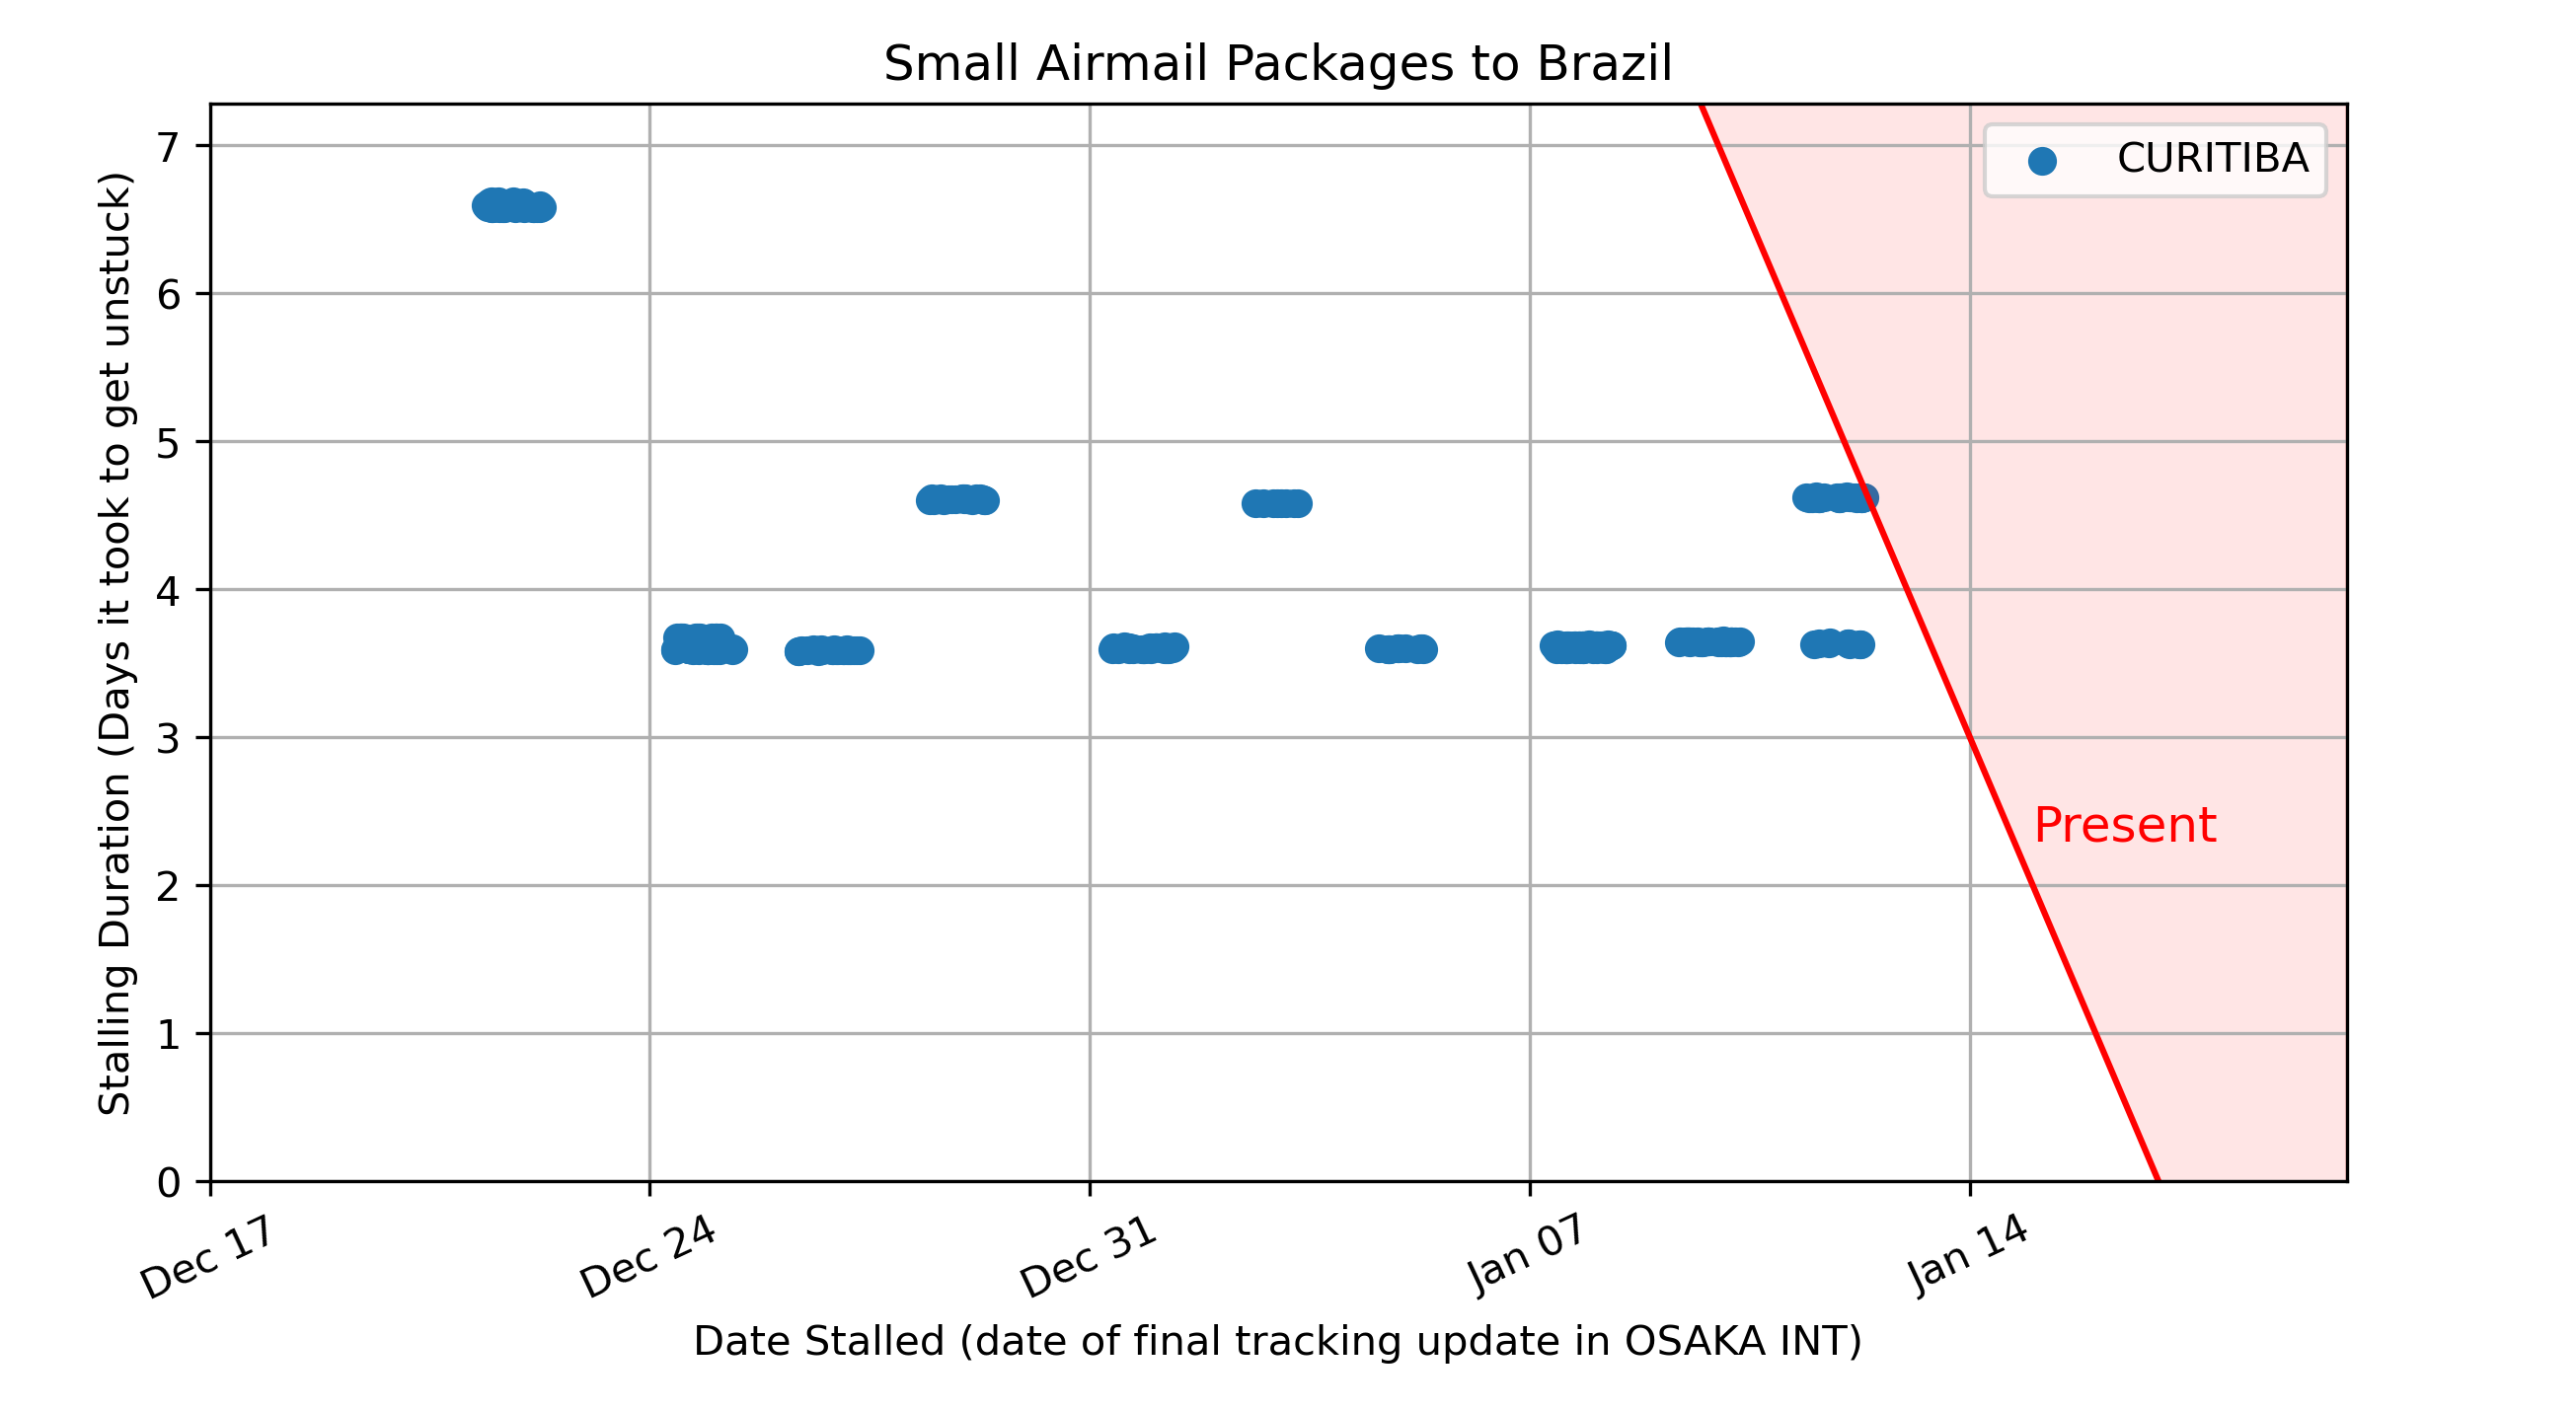 Small Airmail Packages to Brazil
CURITIBA
Stalling Duration (Days it took to get unstuck)
7
6
5
4
3
2
1
0
Present
Dec 17
Dec 24
Dec 31
Jan 07
Jan 14
Date Stalled (date of final tracking update in OSAKA INT)